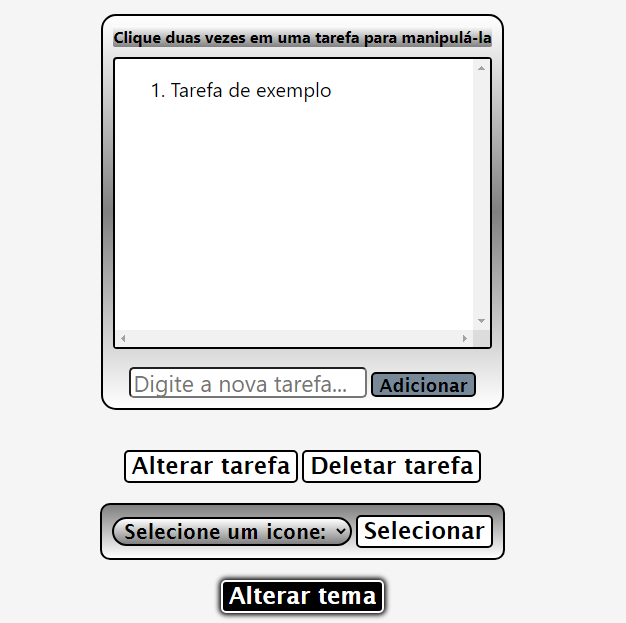 Clique duas vezes em uma tarefa para manipulá-la
1. Tarefa de exemplo
Digite a nova tarefa... Adicionar
Alterar tarefa Deletar tarefa
Selecione um icone: Selecionar
Alterar tema